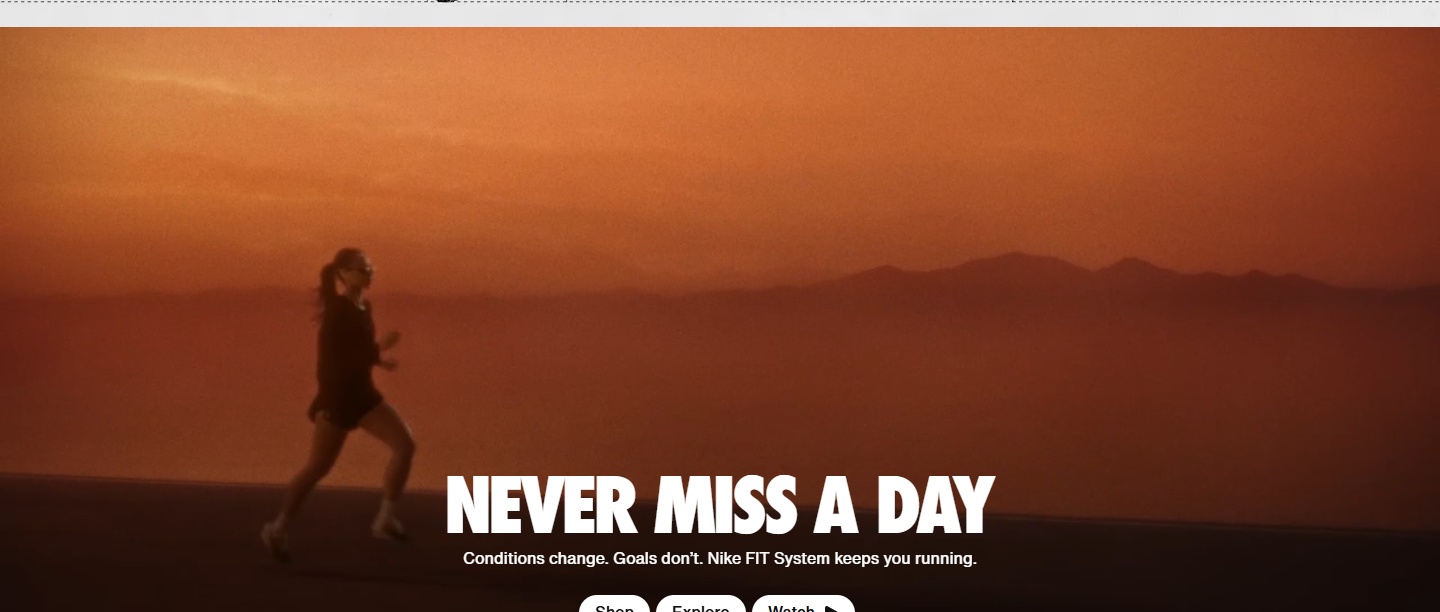 NEVER MISS A DAY
Conditions change. Goals don’t. Nike FIT System keeps you running.
Shop Explore Watch